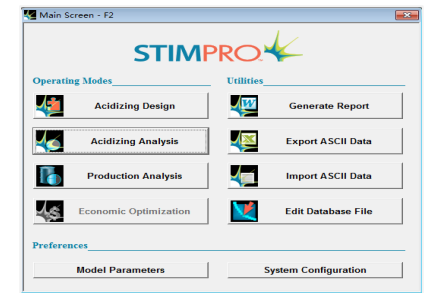 Main Screen - F2
STIMPRO
Operating Modes
Utilities
Acidizing Design
Generate Report
Acidizing Analysis
Export ASCII Data
Production Analysis
Import ASCII Data
Economic Optimization
Edit Database File
Preferences
Model Parameters
System Configuration